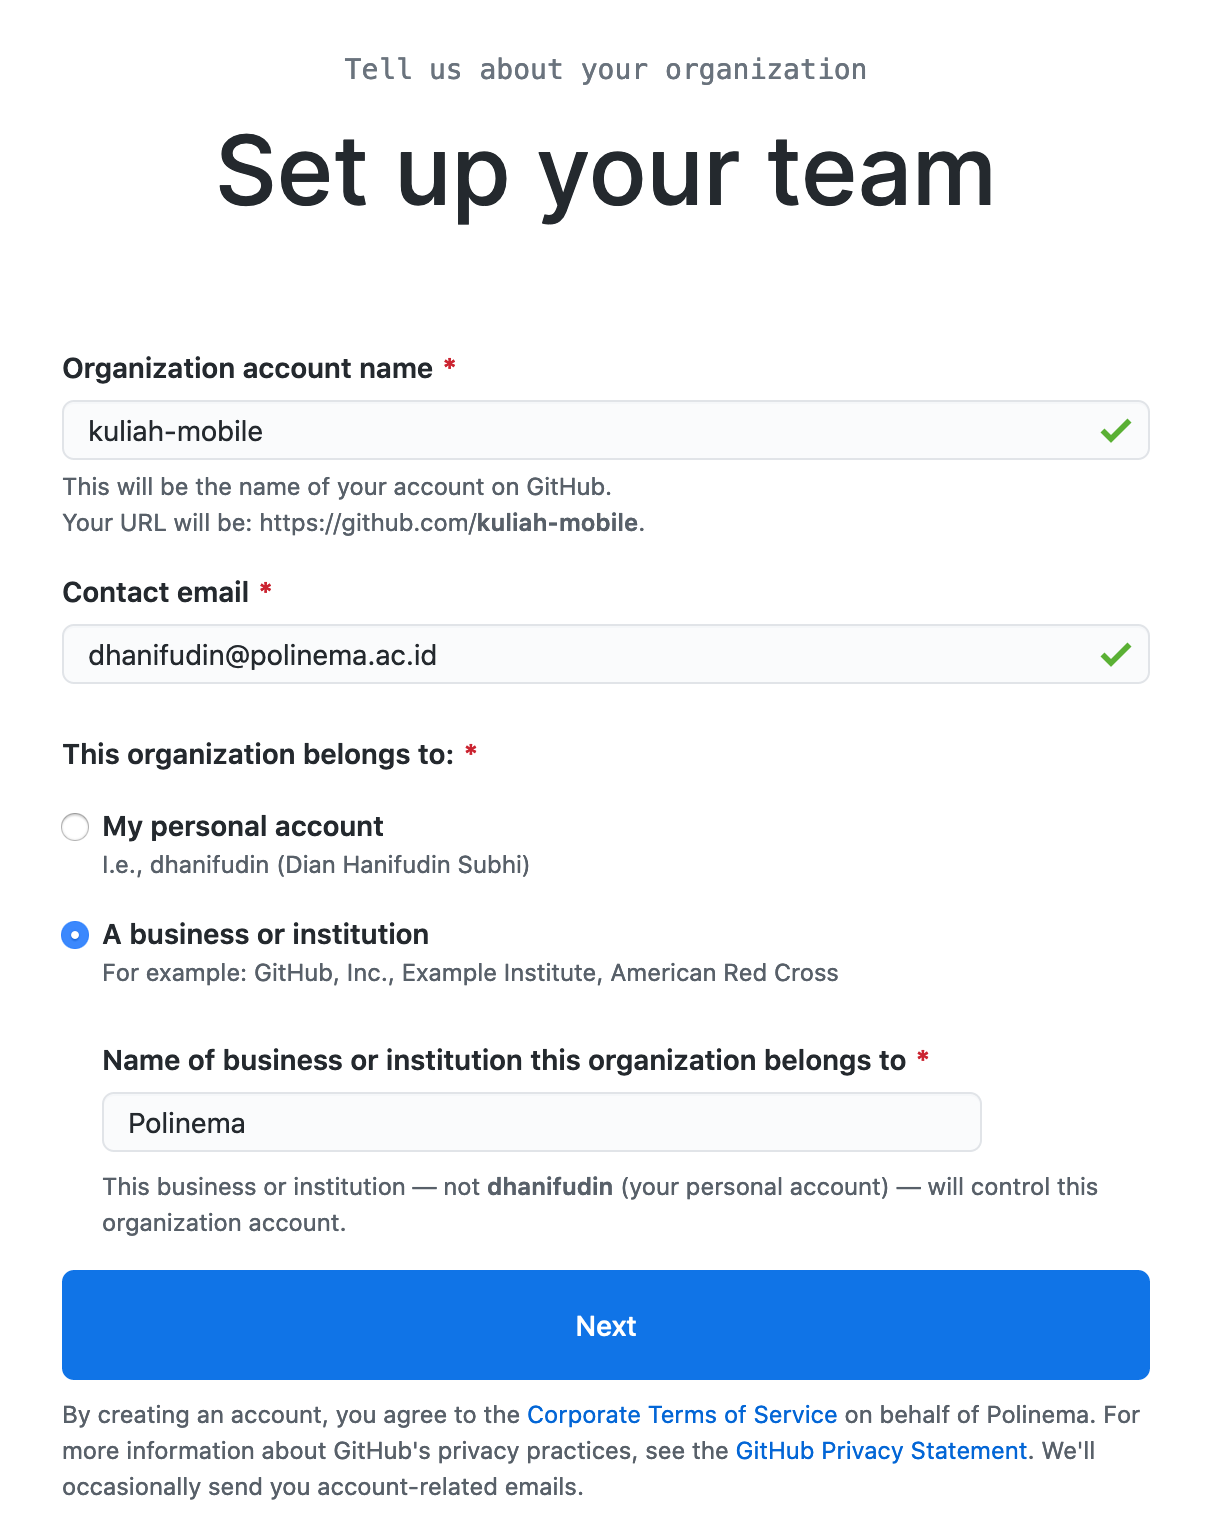 Tell us about your organization
Set up your team
Organization account name *
kuliah-mobile
This will be the name of your account on GitHub.
Your URL will be: https://github.com/kuliah-mobile.
Contact email *
dhanifudin@polinema.ac.id
This organization belongs to: *
My personal account
I.e., dhanifudin (Dian Hanifudin Subhi)
A business or institution
For example: GitHub, Inc., Example Institute, American Red Cross
Name of business or institution this organization belongs to *
Polinema
This business or institution — not dhanifudin (your personal account) — will control this
organization account.
Next
By creating an account, you agree to the Corporate Terms of Service on behalf of Polinema. For
more information about GitHub's privacy practices, see the GitHub Privacy Statement. We'll
occasionally send you account-related emails.